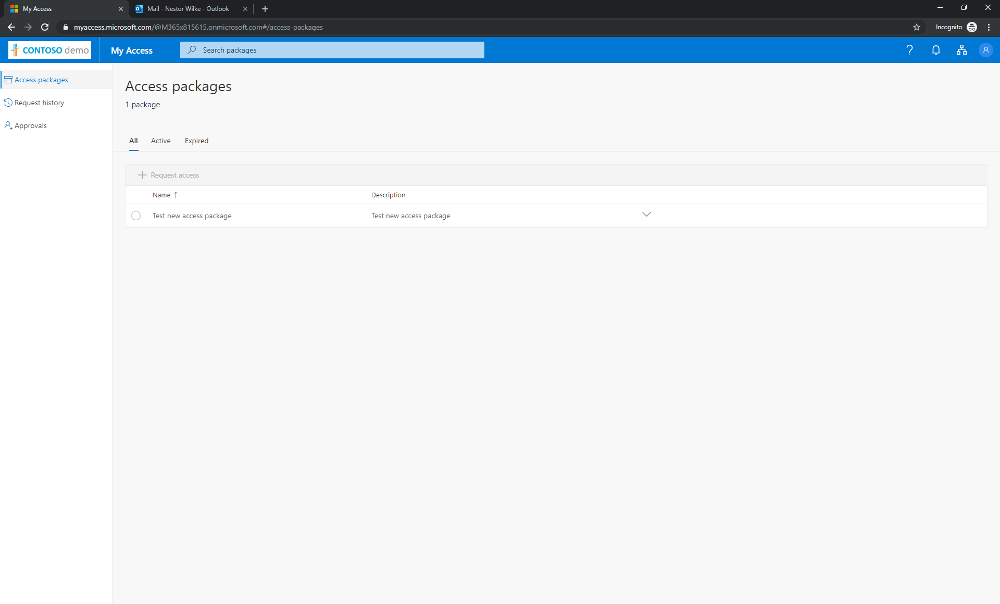 My Access
Mail - Nestor Wilke - Outlook
myaccess.microsoft.com/@M365x815615.onmicrosoft.com#/access-packages
Incognito
CONTOSO demo
My Access
Search packages
Access packages
Request history
Approvals
Access packages
1 package
All Active Expired
Request access
Name Description
Test new access package Test new access package